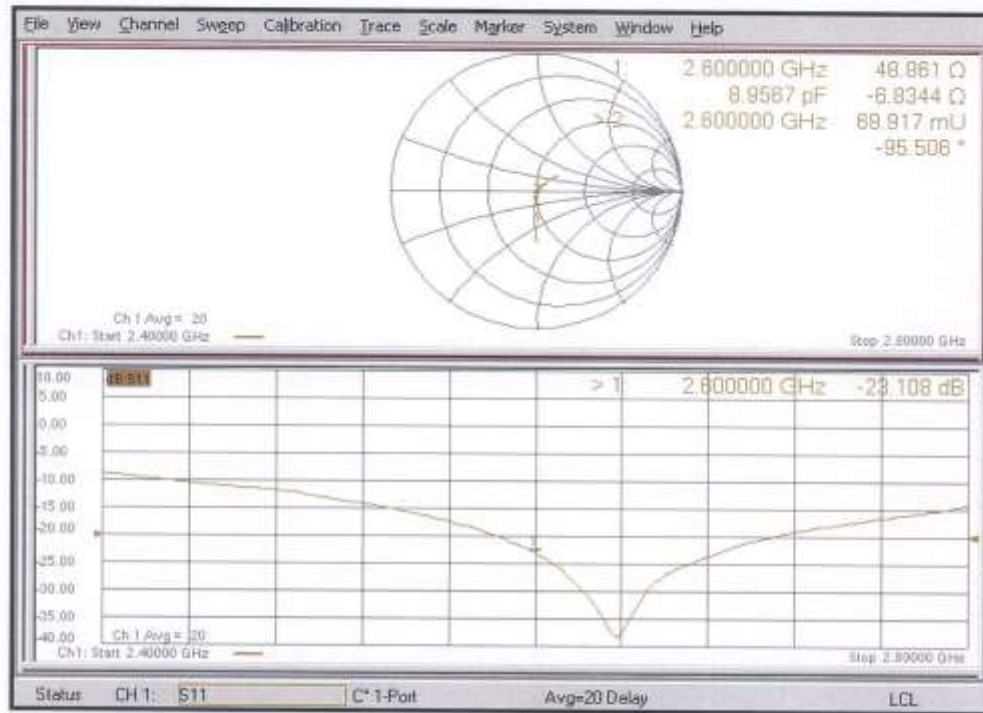 File View Channel Sweep Calibration Trace Scale Marker System Window Help
1: 2.600000 GHz 48.861 Ω
8.9567 pF -6.8344 Ω
> 2: 2.600000 GHz 69.917 mU
-95.506 °
Ch 1 Avg = 20
Ch1: Start 2.40000 GHz
Stop 2.80000 GHz
10.00
> 1: 2.600000 GHz -23.108 dB
5.00
0.00
-5.00
-10.00
-15.00
-20.00
1
-25.00
-30.00
-35.00
-40.00
Ch 1 Avg = 20
Ch1: Start 2.40000 GHz
Stop 2.80000 GHz
Status CH 1: S11 C* 1-Port Avg=20 Delay LCL